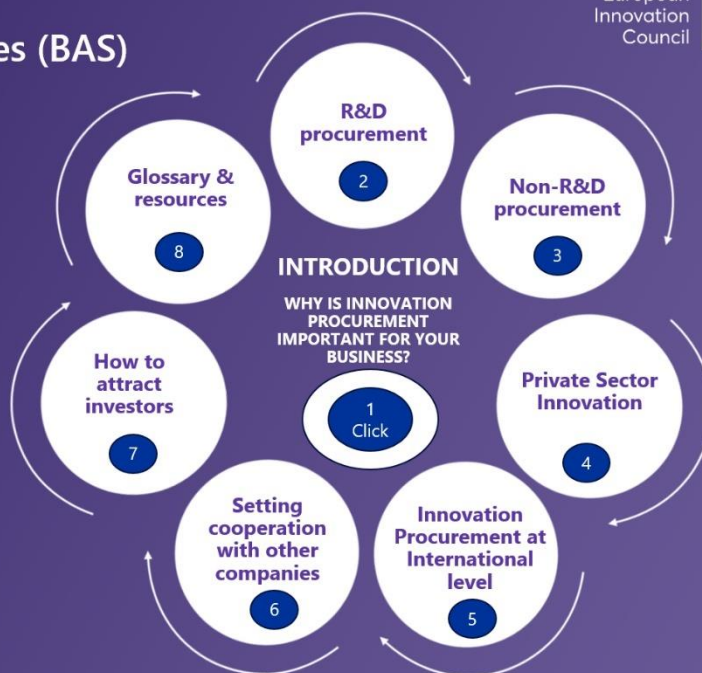 Innovation
Council
es (BAS)
R&D
procurement
2
Non-R&D
procurement
3
Private Sector
Innovation
4
Innovation
Procurement at
International
level
5
Setting
cooperation
with other
companies
6
How to
attract
investors
7
Glossary &
resources
8
INTRODUCTION
WHY IS INNOVATION
PROCUREMENT
IMPORTANT FOR YOUR
BUSINESS?
1
Click